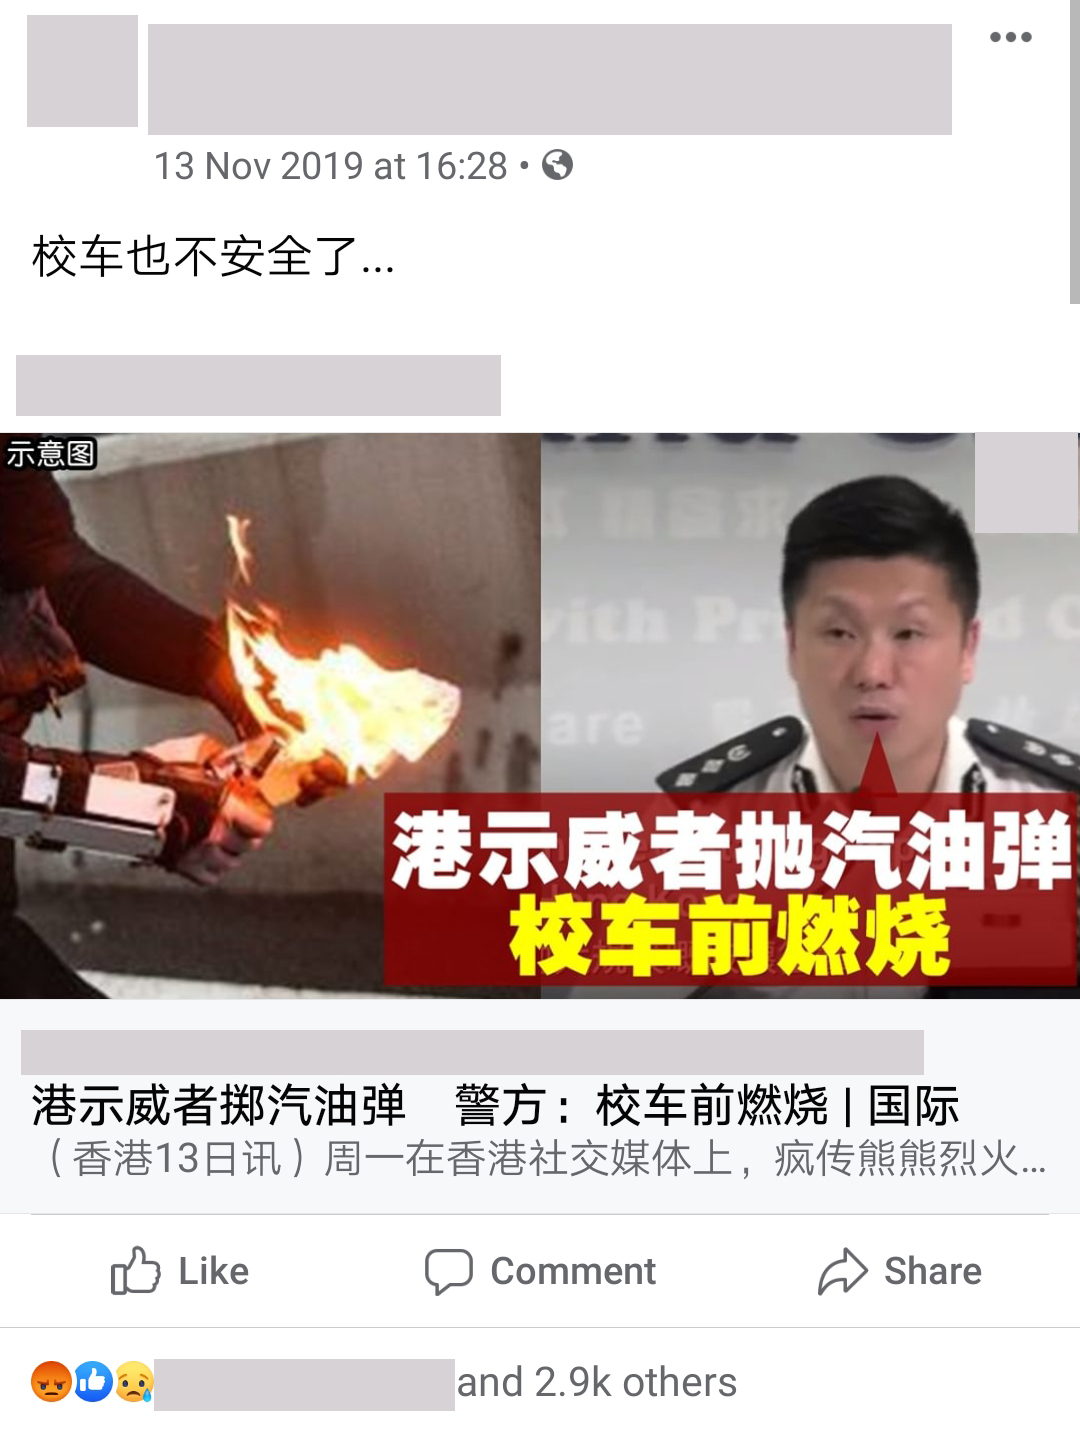 13 Nov 2019 at 16:28 •
校车也不安全了...
示意图
with Pr
d C
are
港示威者抛汽油弹
校车前燃烧
港示威者掷汽油弹 警方：校车前燃烧 | 国际
（香港13日讯）周一在香港社交媒体上，疯传熊熊烈火...
Like Comment Share
and 2.9k others